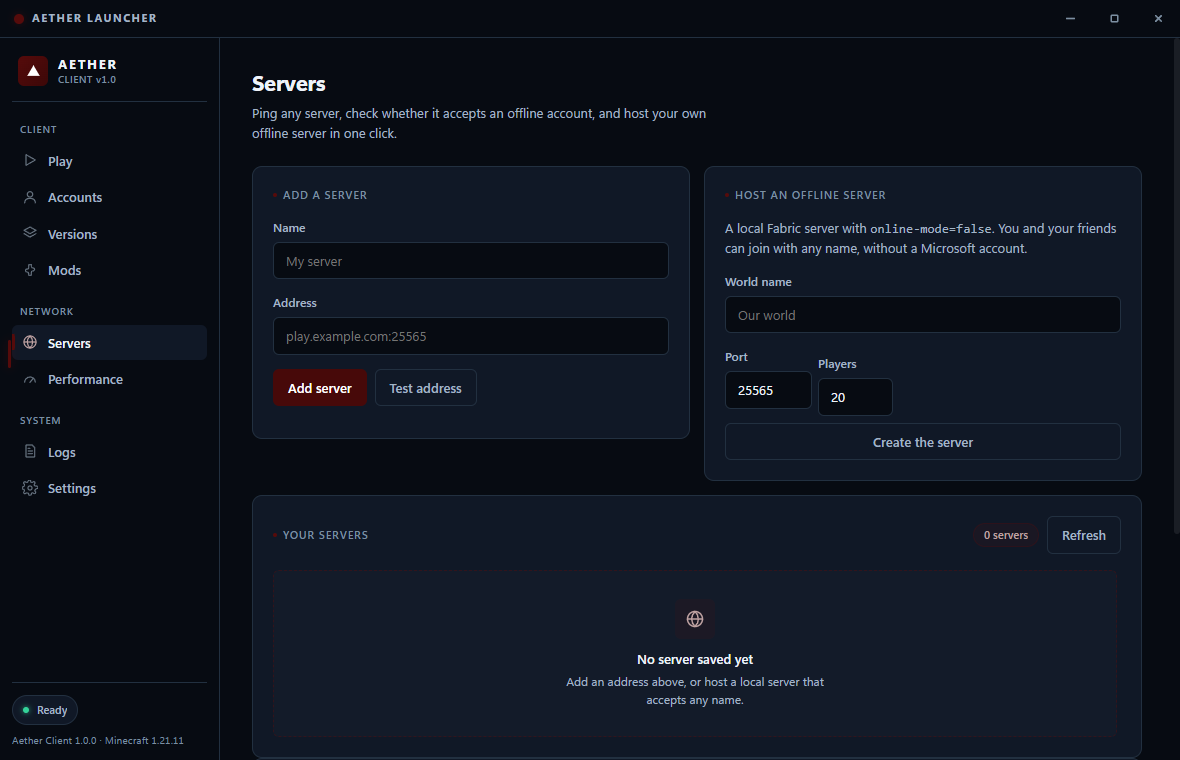 AETHER LAUNCHER
AETHER
CLIENT v1.0
CLIENT
Play
Accounts
Versions
Mods
NETWORK
Servers
Performance
SYSTEM
Logs
Settings
Ready
Aether Client 1.0.0 · Minecraft 1.21.11
Servers
Ping any server, check whether it accepts an offline account, and host your own
offline server in one click.
ADD A SERVER
Name
My server
Address
play.example.com:25565
Add server
Test address
HOST AN OFFLINE SERVER
A local Fabric server with online-mode=false. You and your friends
can join with any name, without a Microsoft account.
World name
Our world
Port
Players
25565
20
Create the server
YOUR SERVERS
0 servers
Refresh
No server saved yet
Add an address above, or host a local server that
accepts any name.